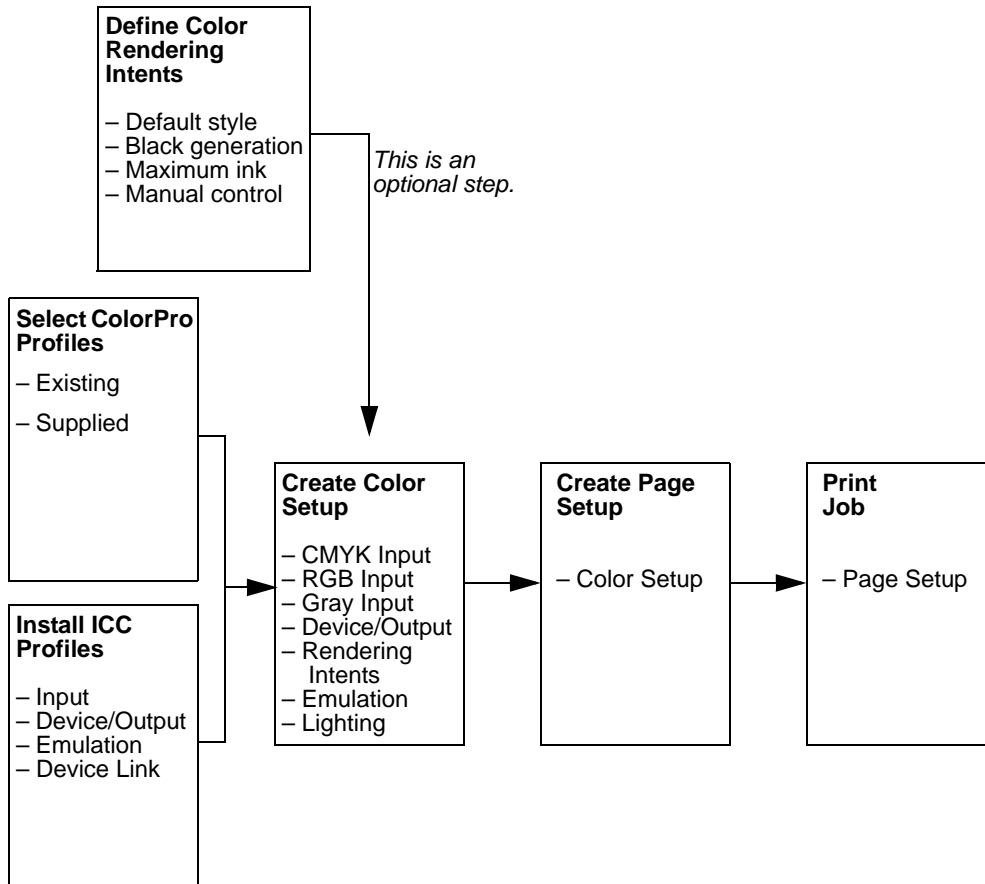 Define Color
Rendering
Intents
– Default style
– Black generation
– Maximum ink
– Manual control
This is an
optional step.
Select ColorPro
Profiles
– Existing
– Supplied
Install ICC
Profiles
– Input
– Device/Output
– Emulation
– Device Link
Create Color
Setup
– CMYK Input
– RGB Input
– Gray Input
– Device/Output
– Rendering
Intents
– Emulation
– Lighting
Create Page
Setup
– Color Setup
Print
Job
– Page Setup